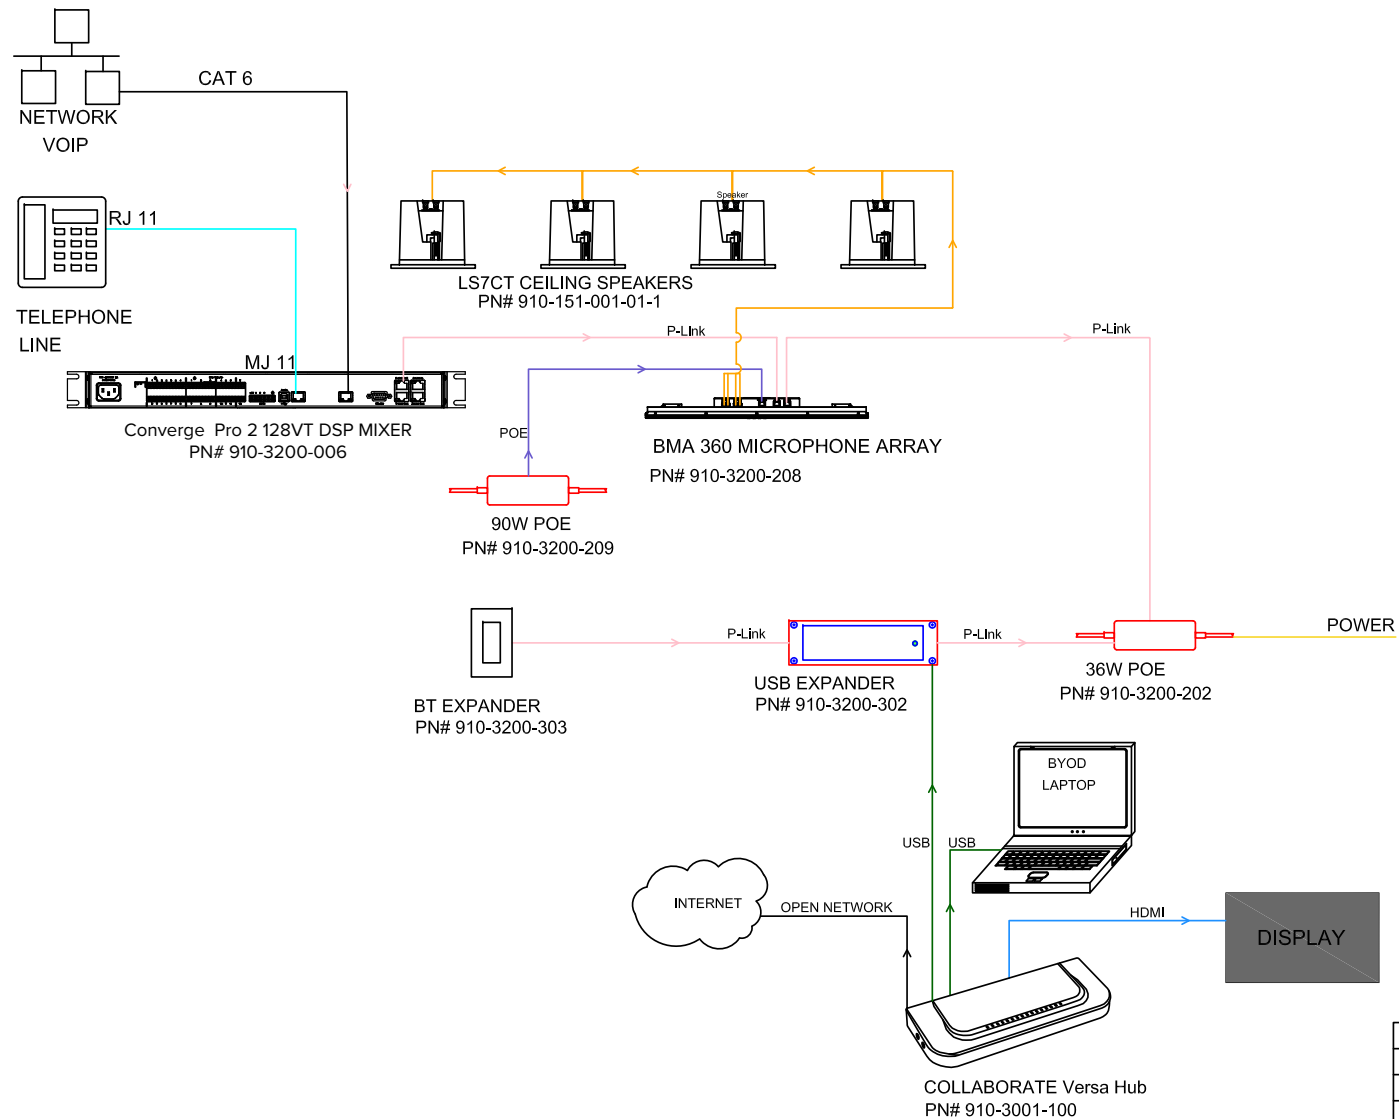 CAT 6
NETWORK
VOIP
RJ 11
TELEPHONE
LINE
MJ 11
Converge Pro 2 128VT DSP MIXER
PN# 910-3200-006
Speaker
LS7CT CEILING SPEAKERS
PN# 910-151-001-01-1
P-LInk
P-LInk
POE
BMA 360 MICROPHONE ARRAY
PN# 910-3200-208
90W POE
PN# 910-3200-209
P-LInk
P-LInk
POWER
BT EXPANDER
PN# 910-3200-303
USB EXPANDER
PN# 910-3200-302
36W POE
PN# 910-3200-202
BYOD
LAPTOP
USB
USB
INTERNET
OPEN NETWORK
HDMI
DISPLAY
COLLABORATE Versa Hub
PN# 910-3001-100